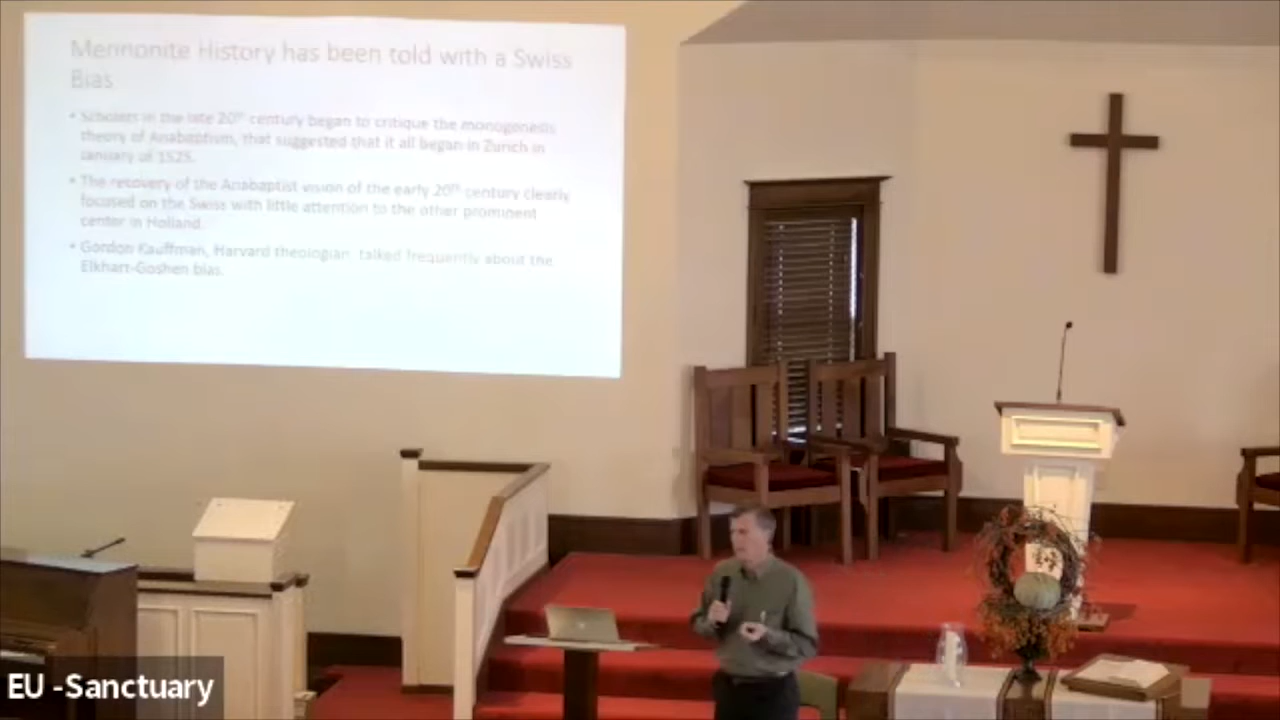 Mennonite History has been told with a Swiss
Bias
• Scholars in the late 20th century began to critique the monogenesis
theory of Anabaptism, that suggested that it all began in Zurich in
January of 1525.
• The recovery of the Anabaptist vision of the early 20th century clearly
focused on the Swiss with little attention to the other prominent
center in Holland.
• Gordon Kauffman, Harvard theologian talked frequently about the
Elkhart-Goshen bias.
EU -Sanctuary